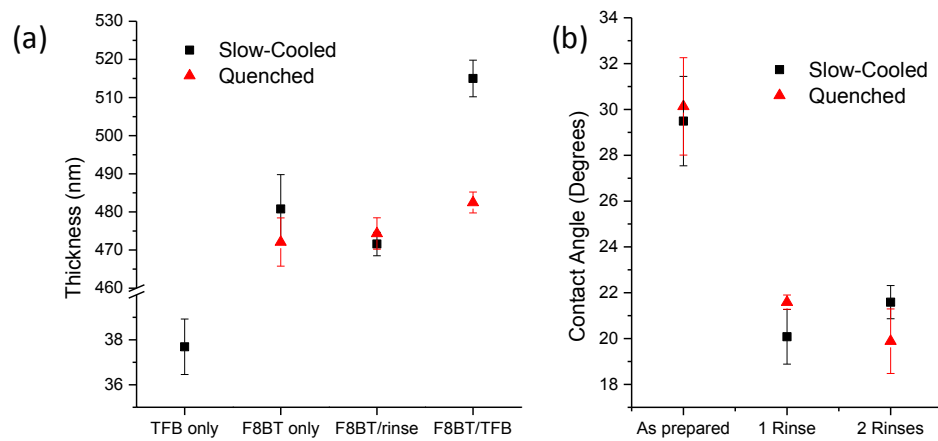 (a)
Thickness (nm)
530
520
510
500
490
480
470
460
38
36
Slow-Cooled
Quenched
TFB only F8BT only F8BT/rinse F8BT/TFB
(b)
Contact Angle (Degrees)
34
32
30
28
26
24
22
20
18
Slow-Cooled
Quenched
As prepared 1 Rinse 2 Rinses